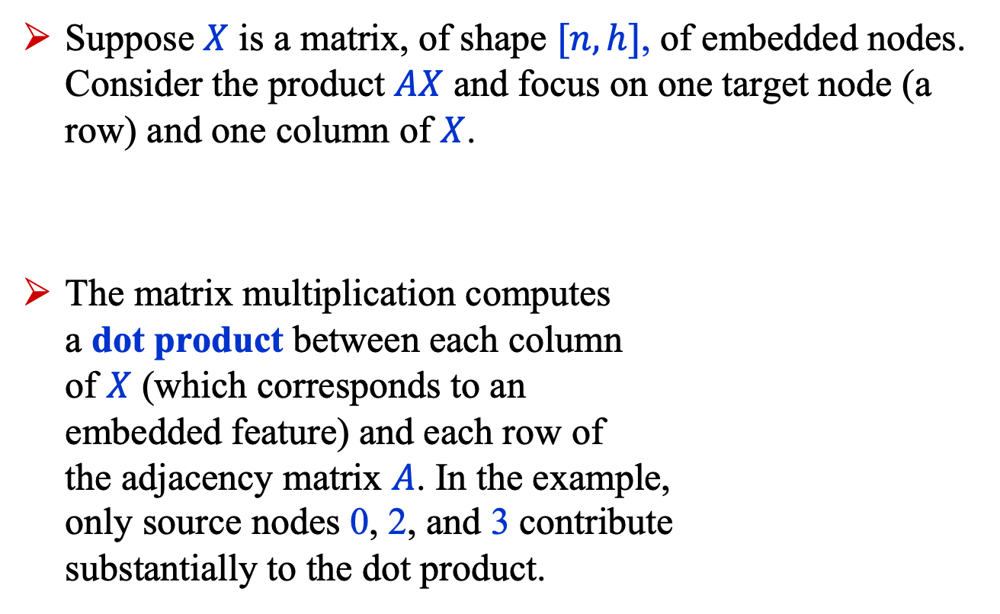 ➢ Suppose X is a matrix, of shape [n, h], of embedded nodes.
Consider the product AX and focus on one target node (a
row) and one column of X.
➢ The matrix multiplication computes
a dot product between each column
of X (which corresponds to an
embedded feature) and each row of
the adjacency matrix A. In the example,
only source nodes 0, 2, and 3 contribute
substantially to the dot product.